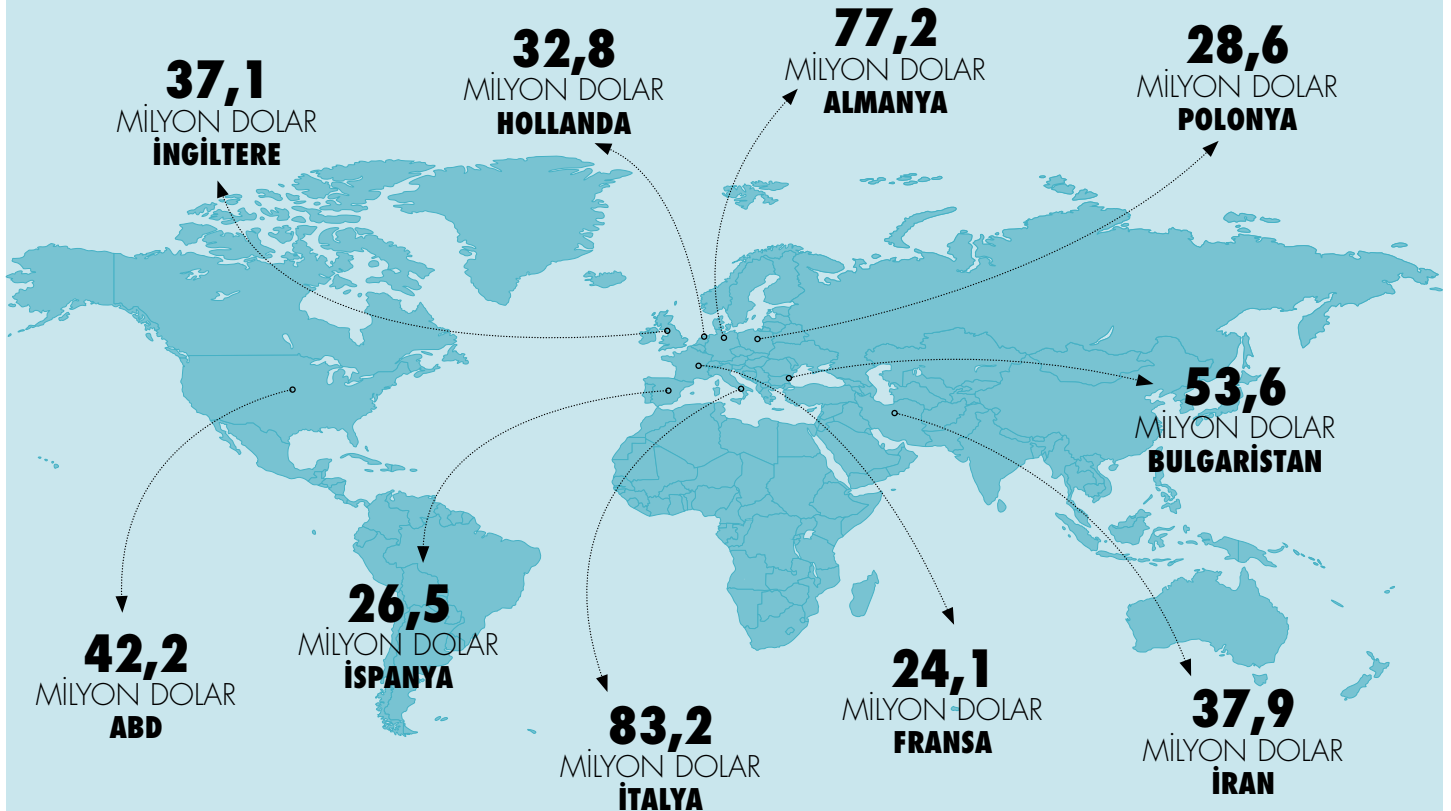 37,1
MİLYON DOLAR
İNGİLTERE
32,8
MİLYON DOLAR
HOLLANDA
77,2
MİLYON DOLAR
ALMANYA
28,6
MİLYON DOLAR
POLONYA
53,6
MİLYON DOLAR
BULGARİSTAN
42,2
MİLYON DOLAR
ABD
26,5
MİLYON DOLAR
İSPANYA
83,2
MİLYON DOLAR
İTALYA
24,1
MİLYON DOLAR
FRANSA
37,9
MİLYON DOLAR
İRAN